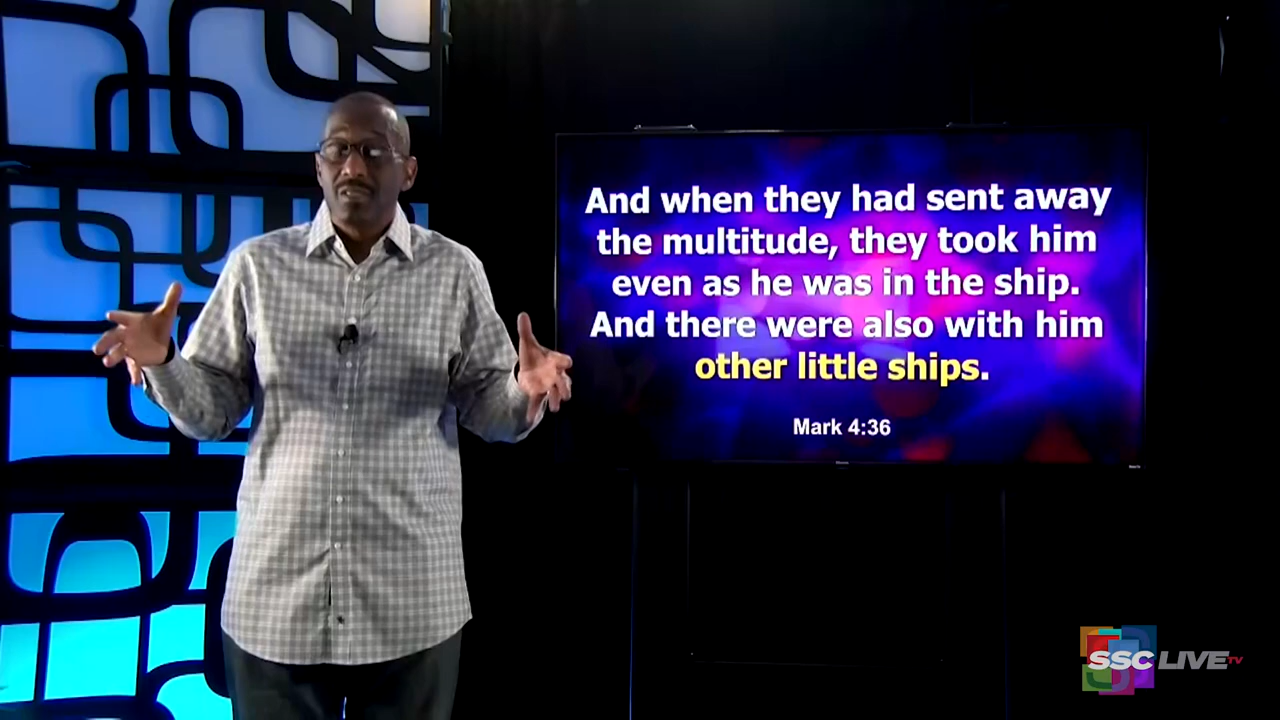 And when they had sent away
the multitude, they took him
even as he was in the ship.
And there were also with him
other little ships.
Mark 4:36
SSC LIVE TV